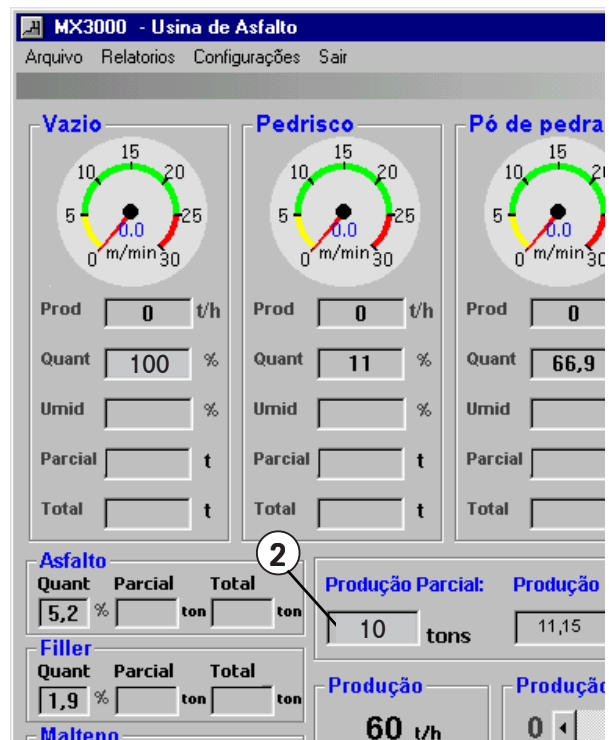 MX3000 - Usina de Asfalto
Arquivo Relatorios Configurações Sair
Vazio Pedrisco Pó de pedra
15 15 15
10 20 10 20 10 20
5 25 5 25 5
0.0 0.0 0.0
0 m/min 30 0 m/min 30 0 m/min 30
Prod 0 t/h Prod 0 t/h Prod 0
Quant 100 % Quant 11 % Quant 66,9
Umid % Umid % Umid
Parcial t Parcial t Parcial
Total t Total t Total
2
Asfalto
Quant Parcial Total Produção Parcial: Produção
5,2 % ton ton 10 tons 11,15
Filler
Quant Parcial Total Produção Produção
1,9 % ton ton 60 t/h 0
Malteno